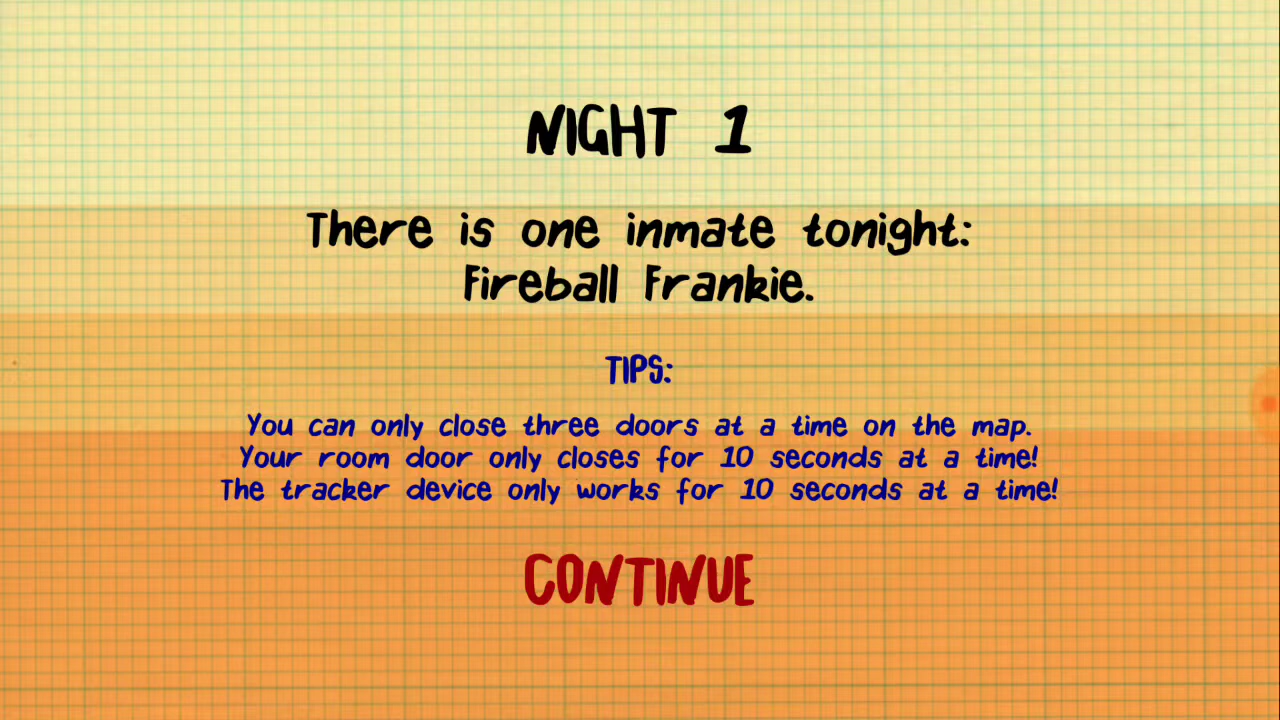 NIGHT 1
There is one inmate tonight:
Fireball Frankie.
TIPS:
You can only close three doors at a time on the map.
Your room door only closes for 10 seconds at a time!
The tracker device only works for 10 seconds at a time!
CONTINUE